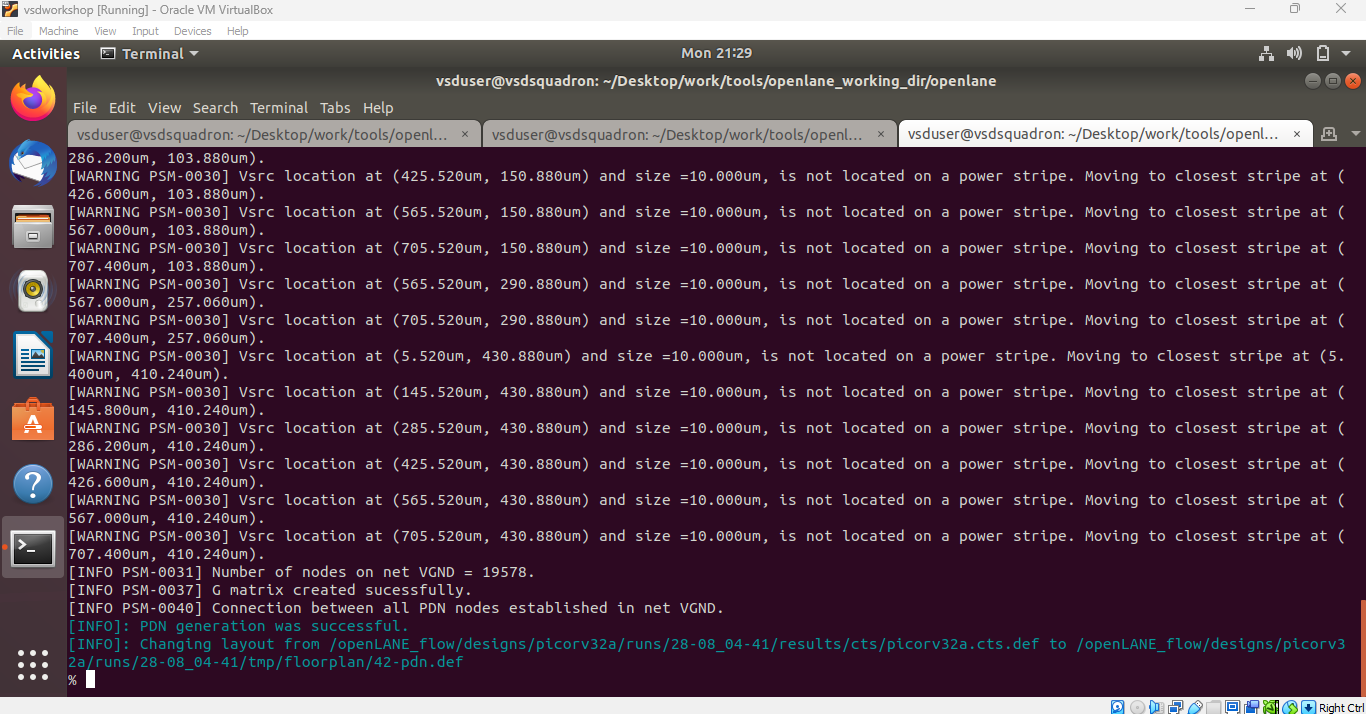 vsdworkshop [Running] - Oracle VM VirtualBox
File Machine View Input Devices Help
Activities Terminal Mon 21:29
vsduser@vsdsquadron: ~/Desktop/work/tools/openlane_working_dir/openlane
File Edit View Search Terminal Tabs Help
vsduser@vsdsquadron: ~/Desktop/work/tools/openl... × vsduser@vsdsquadron: ~/Desktop/work/tools/openl... × vsduser@vsdsquadron: ~/Desktop/work/tools/openl... ×
286.200um, 103.880um).
[WARNING PSM-0030] Vsrc location at (425.520um, 150.880um) and size =10.000um, is not located on a power stripe. Moving to closest stripe at (
426.600um, 103.880um).
[WARNING PSM-0030] Vsrc location at (565.520um, 150.880um) and size =10.000um, is not located on a power stripe. Moving to closest stripe at (
567.000um, 103.880um).
[WARNING PSM-0030] Vsrc location at (705.520um, 150.880um) and size =10.000um, is not located on a power stripe. Moving to closest stripe at (
707.400um, 103.880um).
[WARNING PSM-0030] Vsrc location at (565.520um, 290.880um) and size =10.000um, is not located on a power stripe. Moving to closest stripe at (
567.000um, 257.060um).
[WARNING PSM-0030] Vsrc location at (705.520um, 290.880um) and size =10.000um, is not located on a power stripe. Moving to closest stripe at (
707.400um, 257.060um).
[WARNING PSM-0030] Vsrc location at (5.520um, 430.880um) and size =10.000um, is not located on a power stripe. Moving to closest stripe at (5.
400um, 410.240um).
[WARNING PSM-0030] Vsrc location at (145.520um, 430.880um) and size =10.000um, is not located on a power stripe. Moving to closest stripe at (
145.800um, 410.240um).
[WARNING PSM-0030] Vsrc location at (285.520um, 430.880um) and size =10.000um, is not located on a power stripe. Moving to closest stripe at (
286.200um, 410.240um).
[WARNING PSM-0030] Vsrc location at (425.520um, 430.880um) and size =10.000um, is not located on a power stripe. Moving to closest stripe at (
426.600um, 410.240um).
[WARNING PSM-0030] Vsrc location at (565.520um, 430.880um) and size =10.000um, is not located on a power stripe. Moving to closest stripe at (
567.000um, 410.240um).
[WARNING PSM-0030] Vsrc location at (705.520um, 430.880um) and size =10.000um, is not located on a power stripe. Moving to closest stripe at (
707.400um, 410.240um).
[INFO PSM-0031] Number of nodes on net VGND = 19578.
[INFO PSM-0037] G matrix created sucessfully.
[INFO PSM-0040] Connection between all PDN nodes established in net VGND.
[INFO]: PDN generation was successful.
[INFO]: Changing layout from /openLANE_flow/designs/picorv32a/runs/28-08_04-41/results/cts/picorv32a.cts.def to /openLANE_flow/designs/picorv3
2a/runs/28-08_04-41/tmp/floorplan/42-pdn.def
%
Right Ctrl